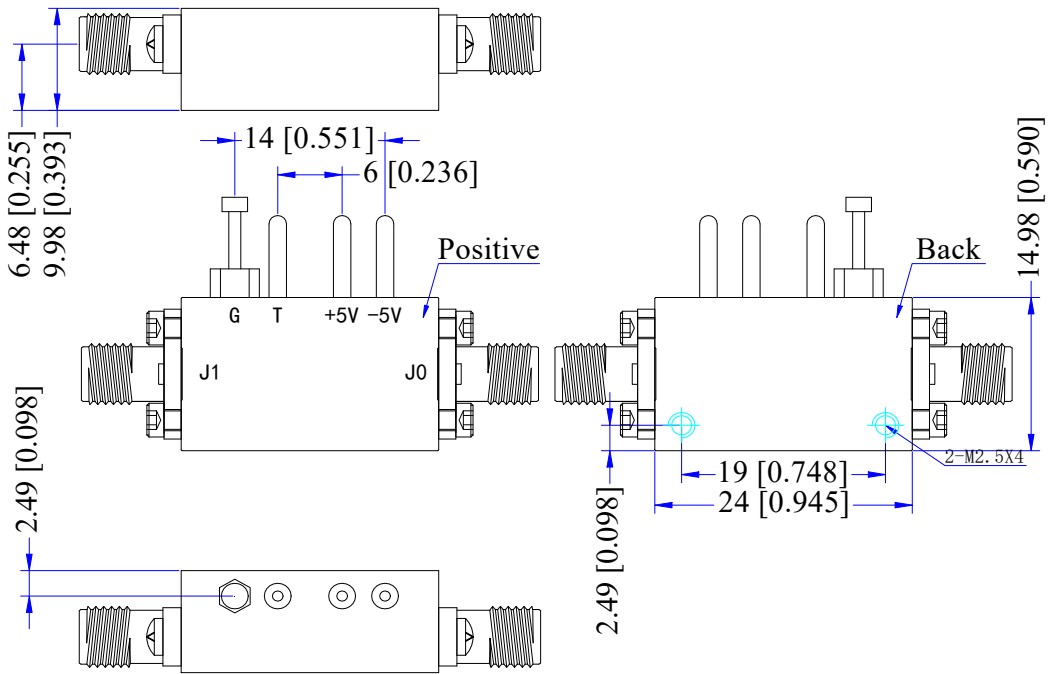 6.48 [0.255]
9.98 [0.393]
14 [0.551]
6 [0.236]
Positive
G T +5V -5V
J1 J0
2.49 [0.098]
Back
14.98 [0.590]
2-M2.5X4
19 [0.748]
24 [0.945]
2.49 [0.098]